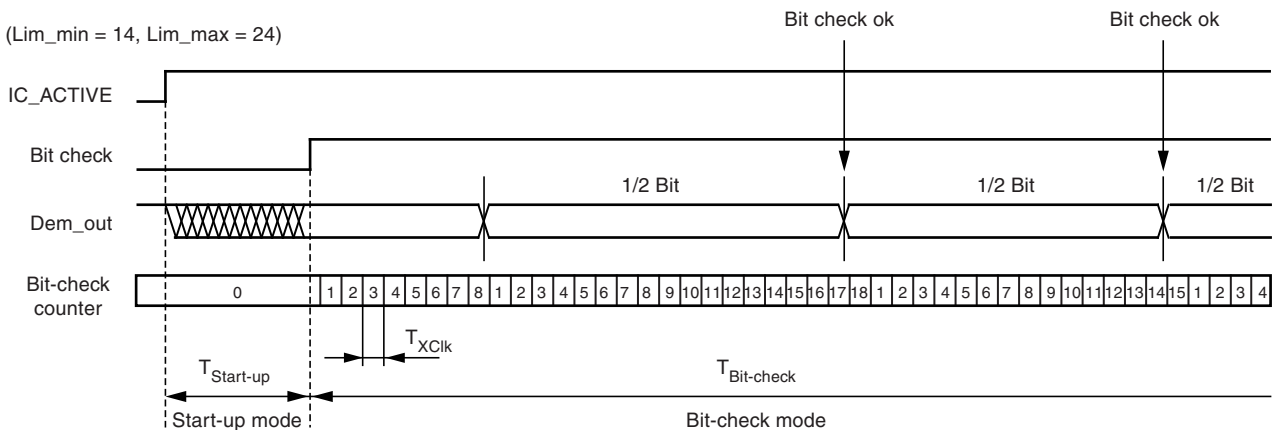 Bit check ok Bit check ok
(Lim_min = 14, Lim_max = 24)
IC_ACTIVE
Bit check
1/2 Bit 1/2 Bit 1/2 Bit
Dem_out
Bit-check
counter
0 1 2 3 4 5 6 7 8 1 2 3 4 5 6 7 8 9 10 11 12 13 14 15 16 17 18 1 2 3 4 5 6 7 8 9 10 11 12 13 14 15 1 2 3 4
TXClk
TStart-up TBit-check
Start-up mode Bit-check mode